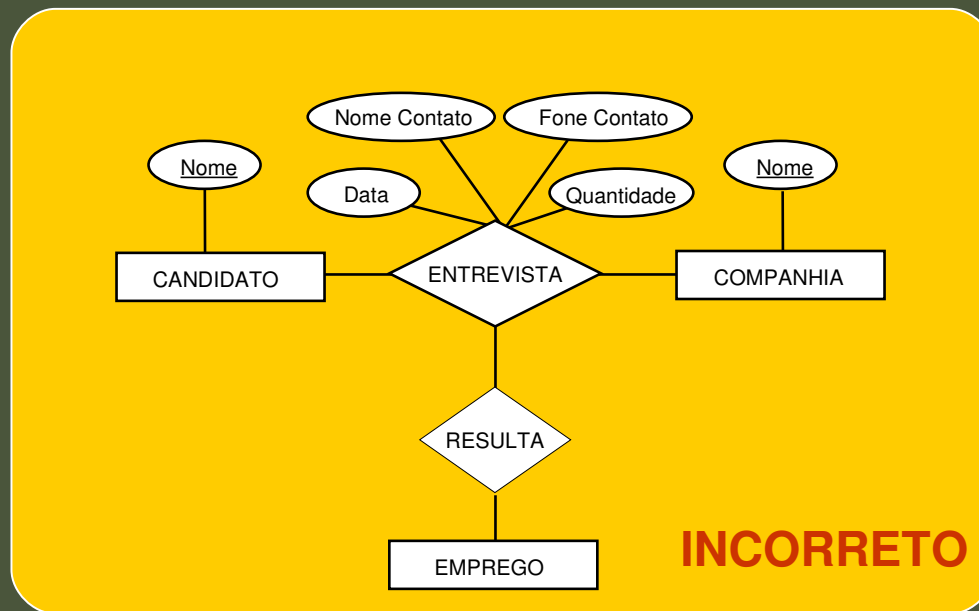 Nome Contato
Fone Contato
Nome
Nome
Data
Quantidade
CANDIDATO
ENTREVISTA
COMPANHIA
RESULTA
INCORRETO
EMPREGO